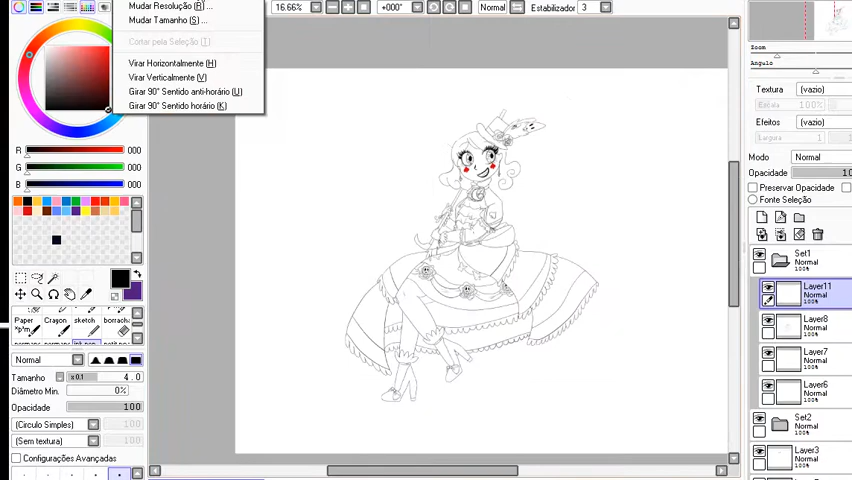 Mudar Resolução (R)...
Mudar Tamanho (S)...
Cortar pela Seleção (T)
Virar Horizontalmente (H)
Virar Verticalmente (V)
Girar 90° Sentido anti-horário (U)
Girar 90° Sentido horário (K)
16.66%
+000°
Normal
Estabilizador
3
R
000
G
000
B
000
Paper
Crayon
sketch
borracha
Normal
Tamanho
x 0.1
4.0
Diâmetro Min.
0%
Opacidade
100
(Circulo Simples)
(Sem textura)
Configurações Avançadas
Zoom
Angulo
Textura
(vazio)
Escala
100%
Efeitos
(vazio)
Largura
1
Modo
Normal
Opacidade
Preservar Opacidade
Fonte Seleção
Set1
Normal
100%
Layer11
Normal
100%
Layer8
Normal
100%
Layer7
Normal
100%
Layer6
Normal
100%
Set2
Normal
100%
Layer3
Normal
100%